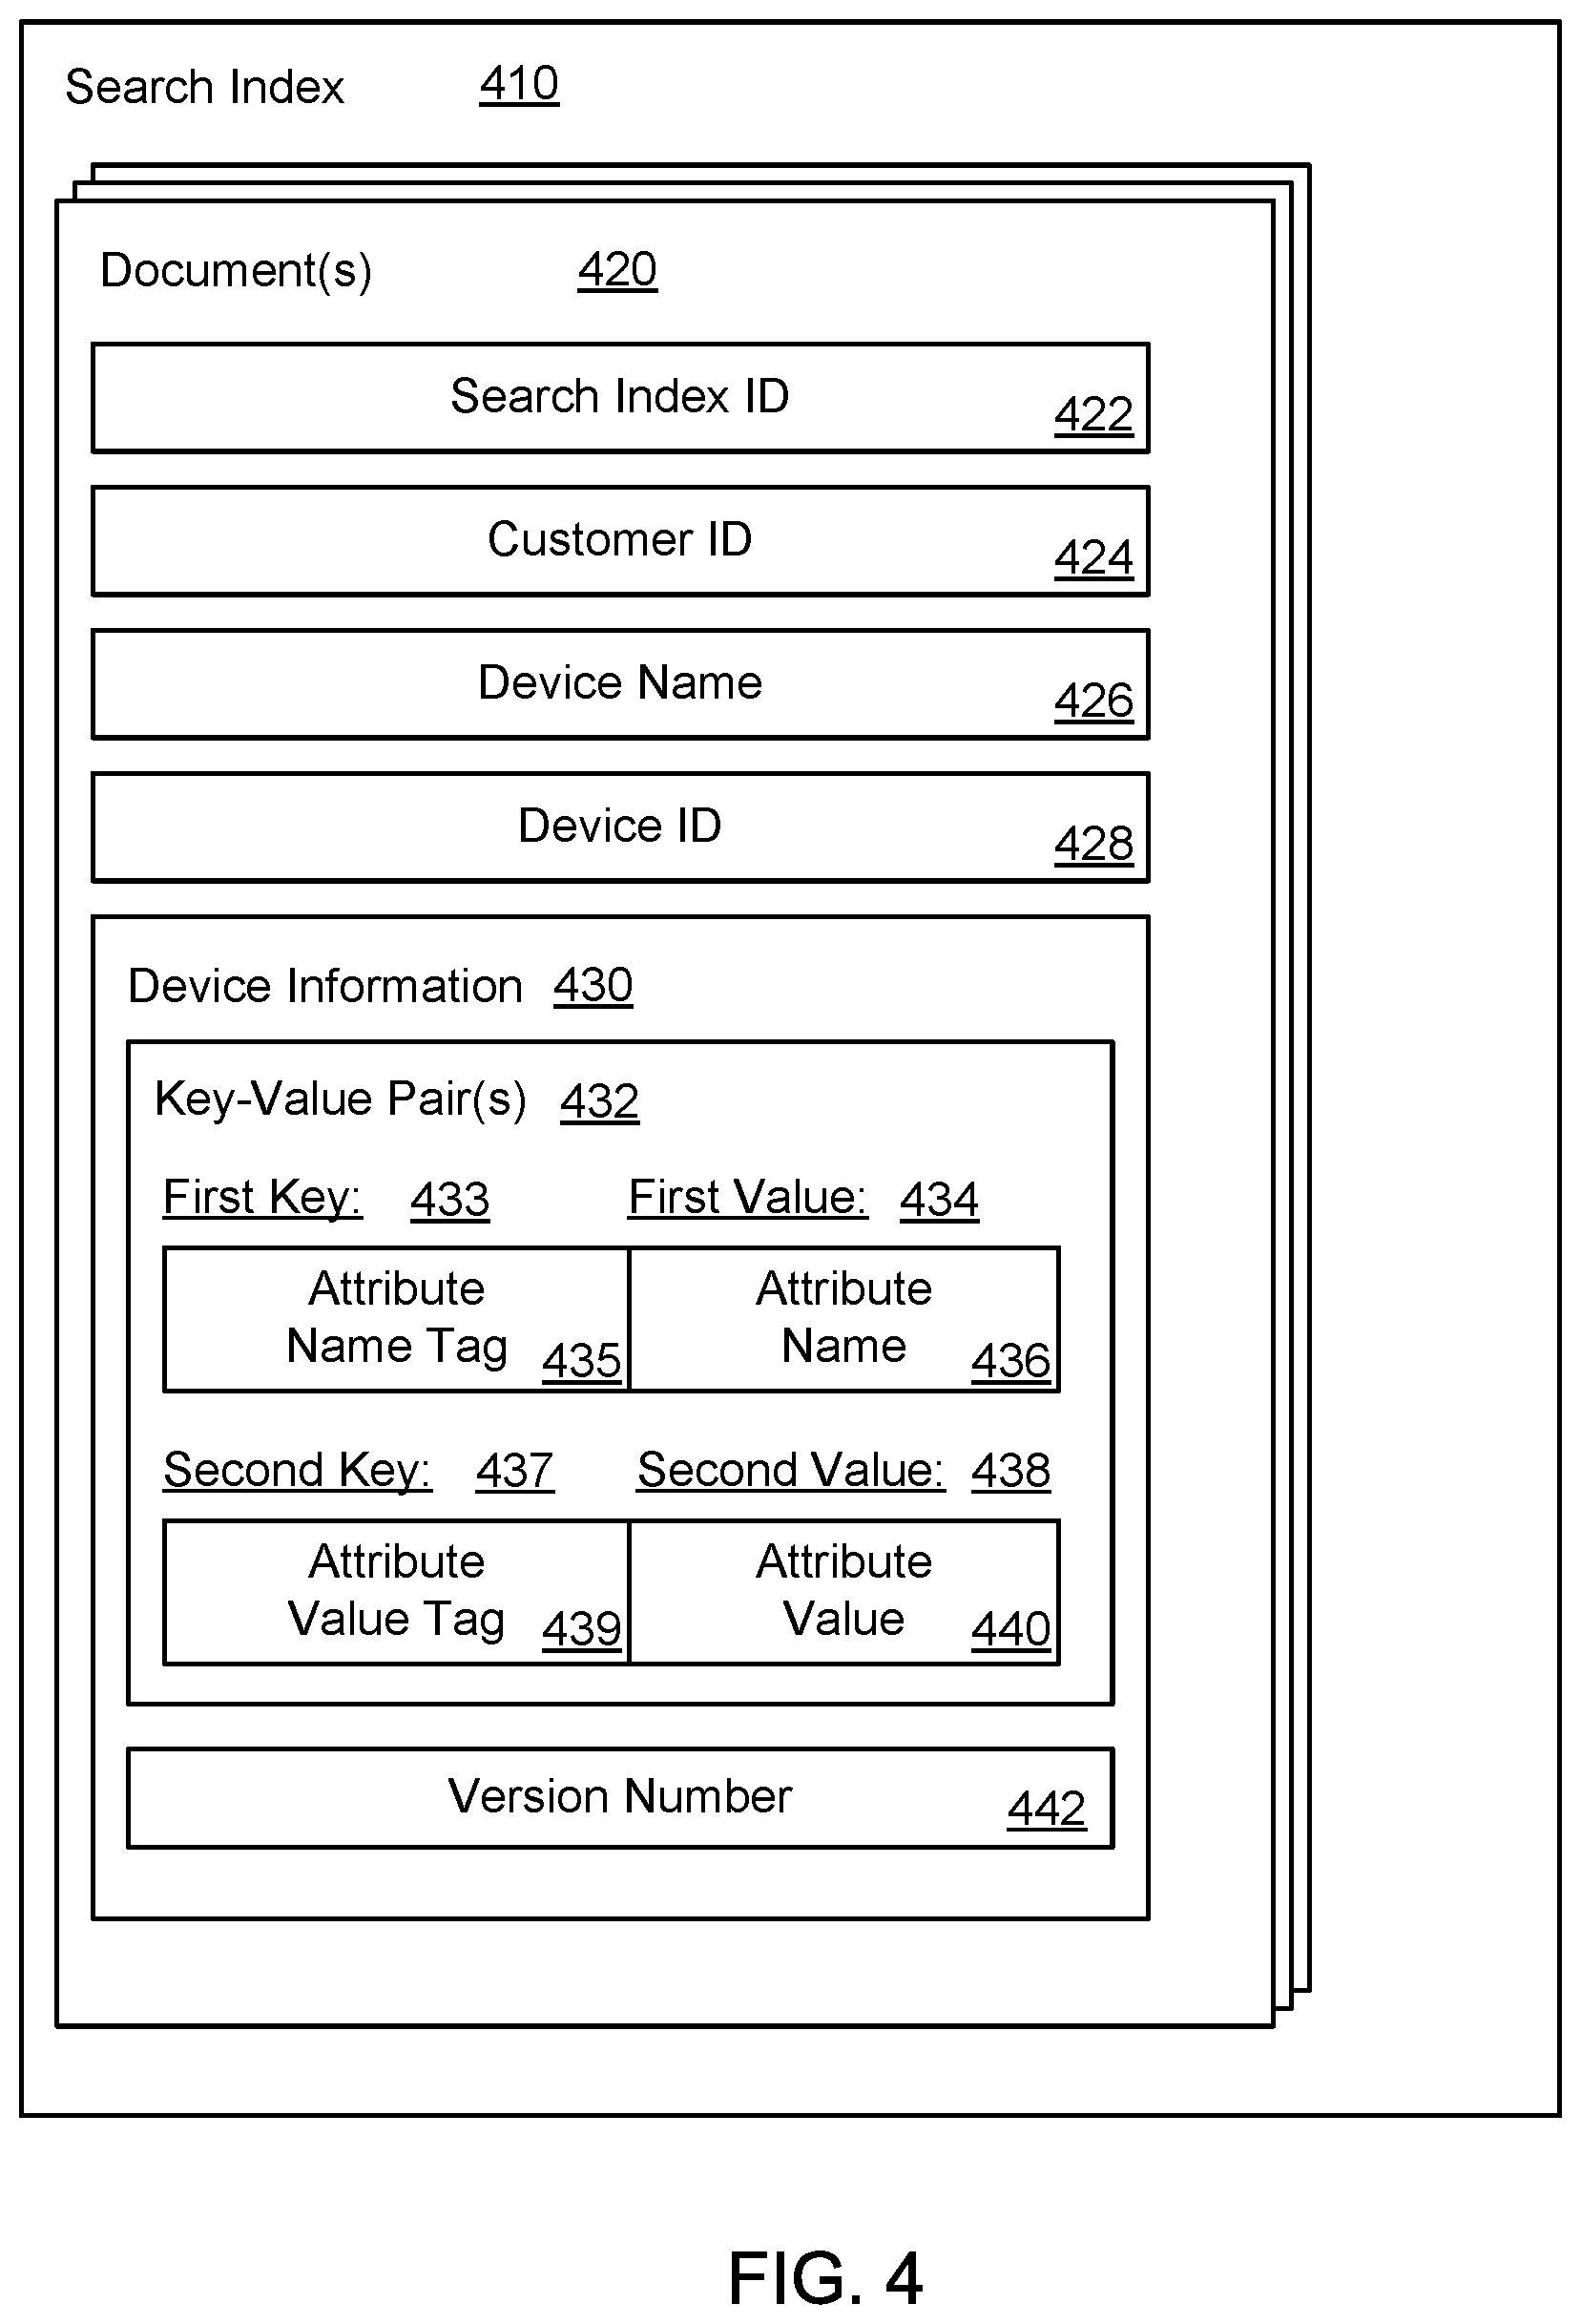 Search Index 410
Document(s) 420
Search Index ID 422
Customer ID 424
Device Name 426
Device ID 428
Device Information 430
Key-Value Pair(s) 432
First Key: 433 First Value: 434
Attribute
Name Tag 435
Attribute
Name 436
Second Key: 437 Second Value: 438
Attribute
Value Tag 439
Attribute
Value 440
Version Number 442
FIG. 4